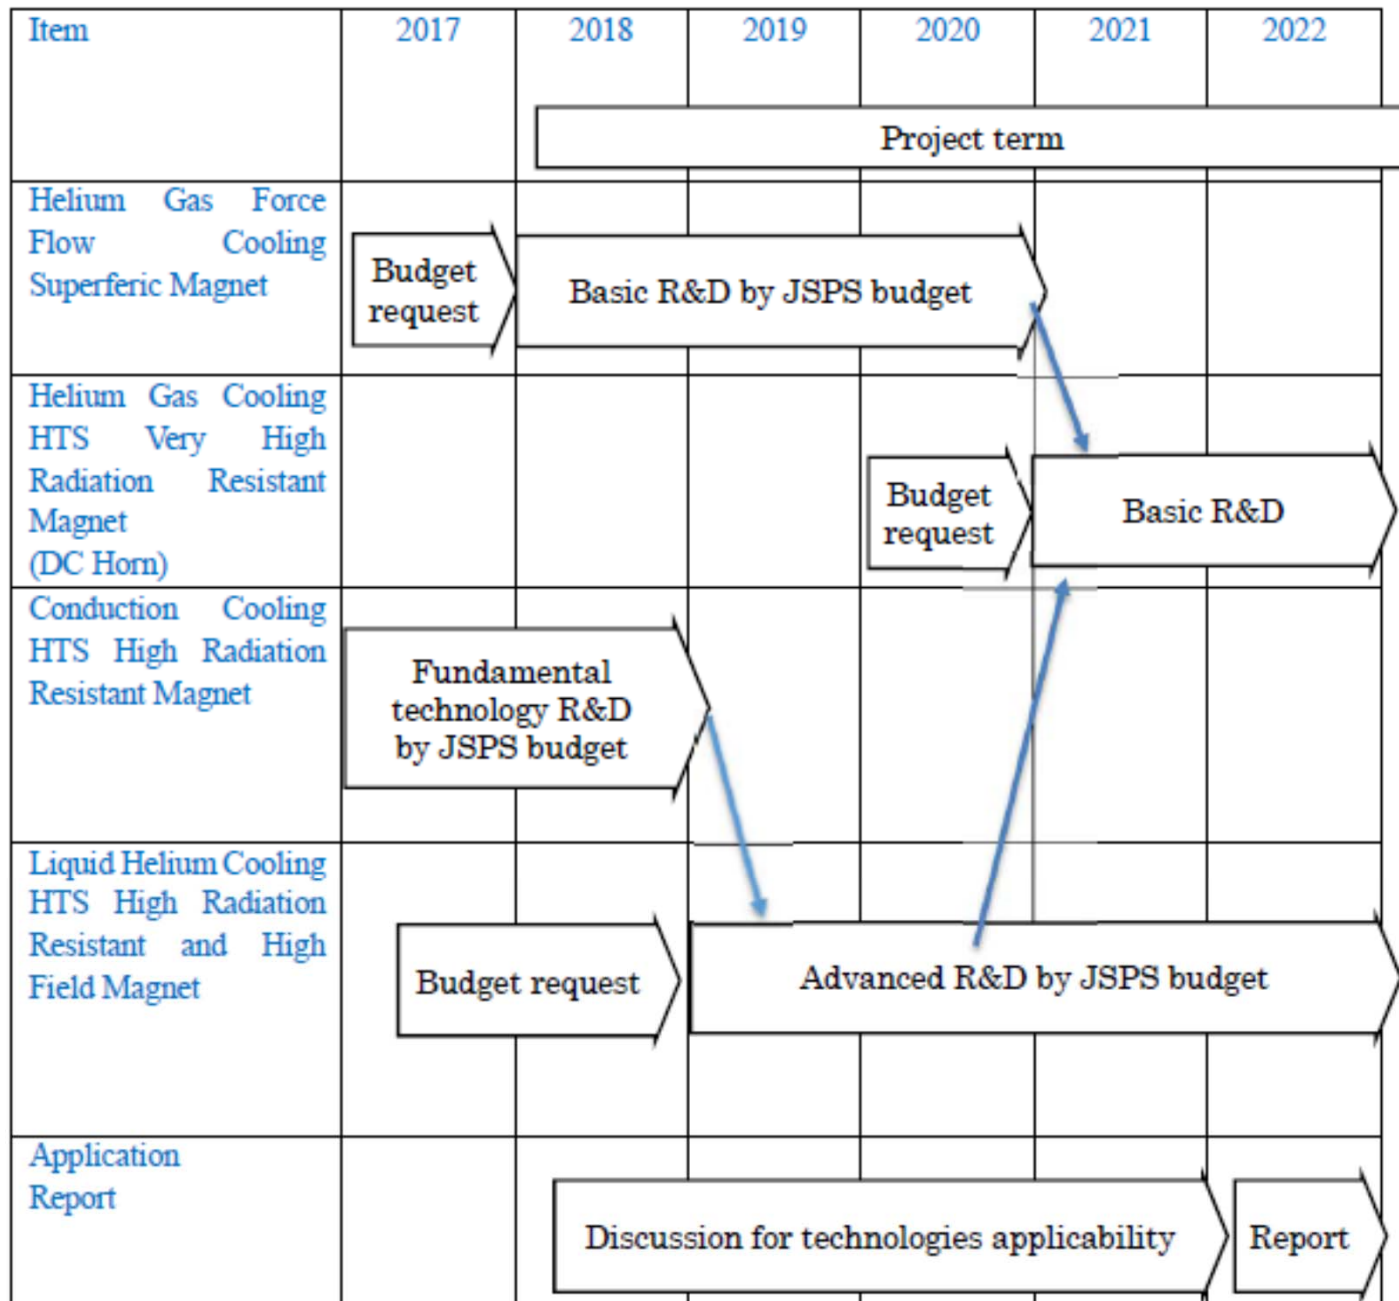 Item 2017 2018 2019 2020 2021 2022
Project term
Helium Gas Force
Flow Cooling
Superferic Magnet
Budget
request
Basic R&D by JSPS budget
Helium Gas Cooling
HTS Very High
Radiation Resistant
Magnet
(DC Horn)
Budget
request
Basic R&D
Conduction Cooling
HTS High Radiation
Resistant Magnet
Fundamental
technology R&D
by JSPS budget
Liquid Helium Cooling
HTS High Radiation
Resistant and High
Field Magnet
Budget request
Advanced R&D by JSPS budget
Application
Report
Discussion for technologies applicability
Report